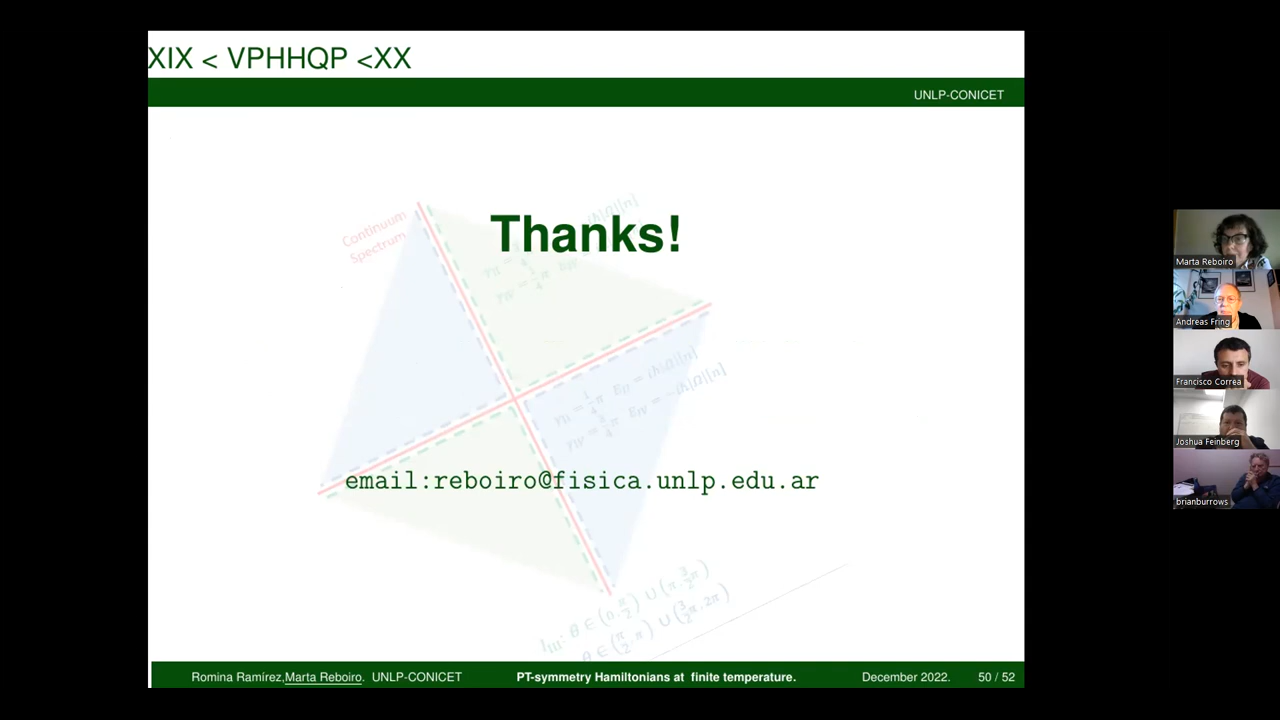 XIX < VPHHQP <XX
UNLP-CONICET
Continuum
Spectrum
Thanks!
email:reboiro@fisica.unlp.edu.ar
Romina Ramírez,Marta Reboiro. UNLP-CONICET
PT-symmetry Hamiltonians at finite temperature.
December 2022.
50 / 52
Marta Reboiro
Andreas Fring
Francisco Correa
Joshua Feinberg
brianburrows